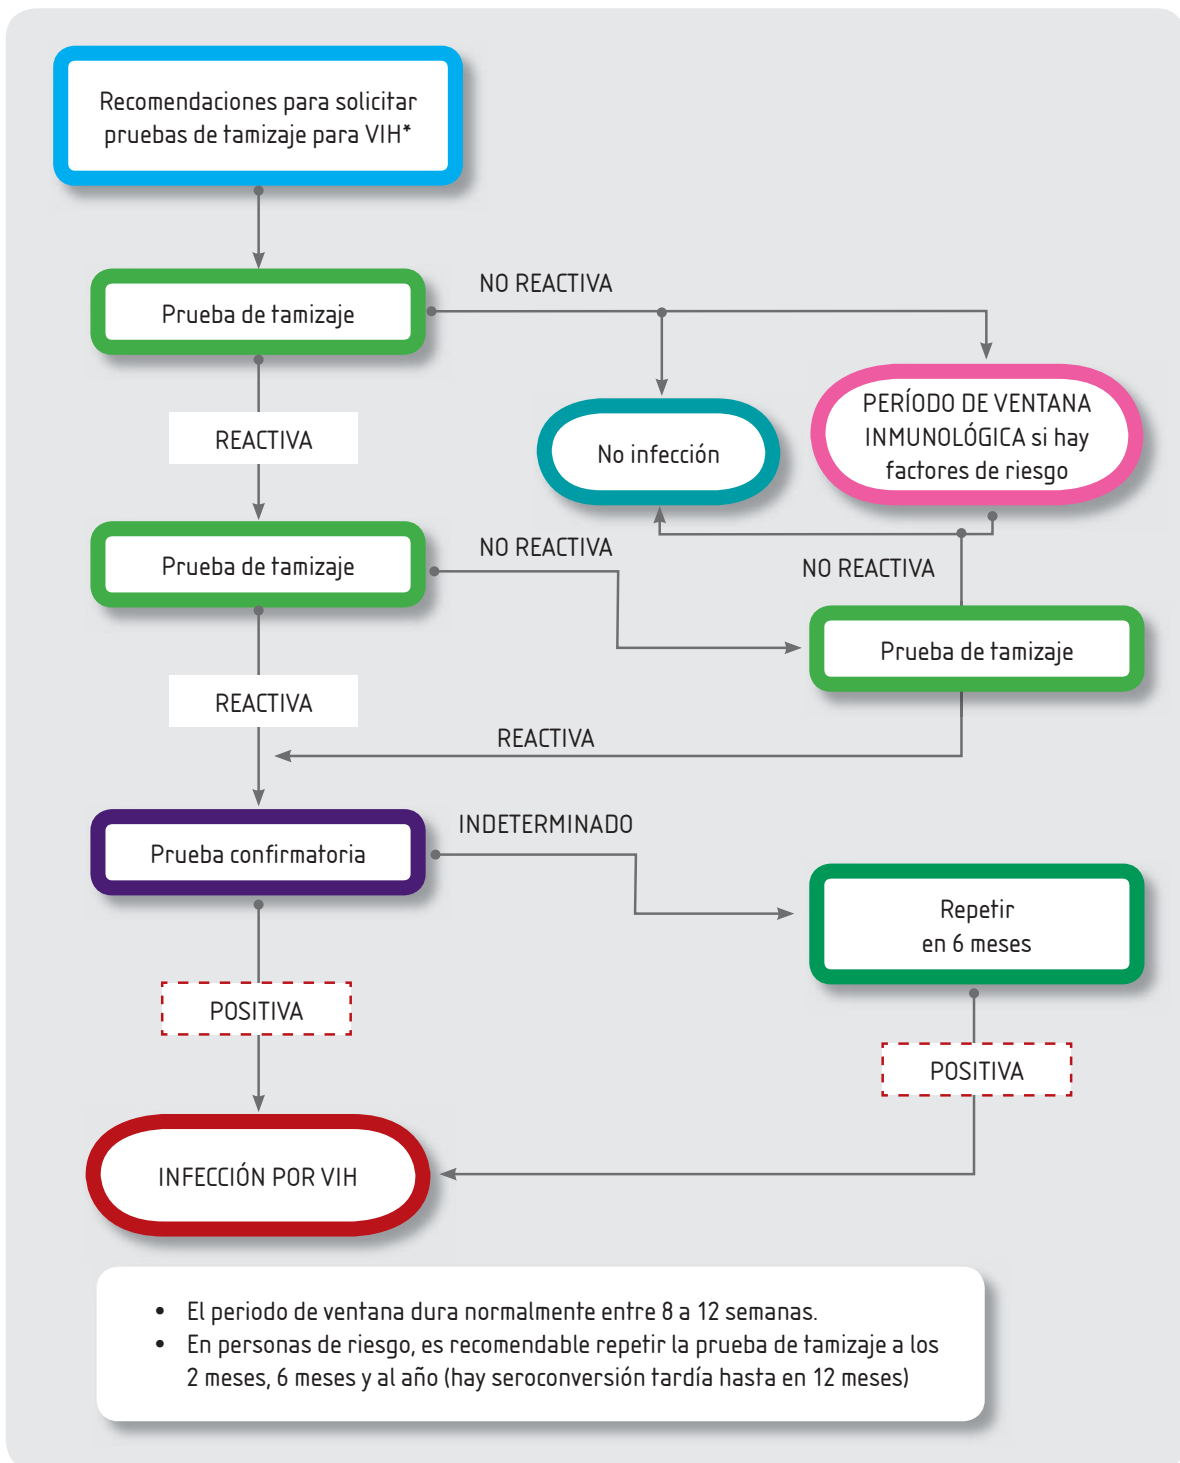 Recomendaciones para solicitar
pruebas de tamizaje para VIH*
NO REACTIVA
Prueba de tamizaje
REACTIVA
No infección
PERÍODO DE VENTANA
INMUNOLÓGICA si hay
factores de riesgo
Prueba de tamizaje
NO REACTIVA
NO REACTIVA
Prueba de tamizaje
REACTIVA
REACTIVA
Prueba confirmatoria
INDETERMINADO
Repetir
en 6 meses
POSITIVA
POSITIVA
INFECCIÓN POR VIH
• El periodo de ventana dura normalmente entre 8 a 12 semanas.
• En personas de riesgo, es recomendable repetir la prueba de tamizaje a los
2 meses, 6 meses y al año (hay seroconversión tardía hasta en 12 meses)